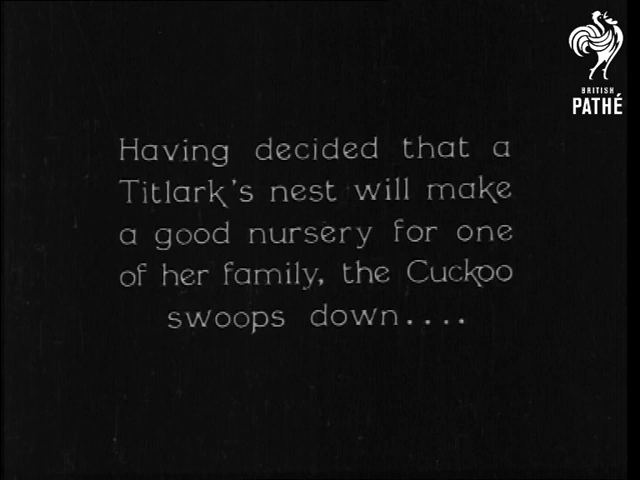 BRITISH
PATHÉ
Having decided that a
Titlark's nest will make
a good nursery for one
of her family, the Cuckoo
swoops down....